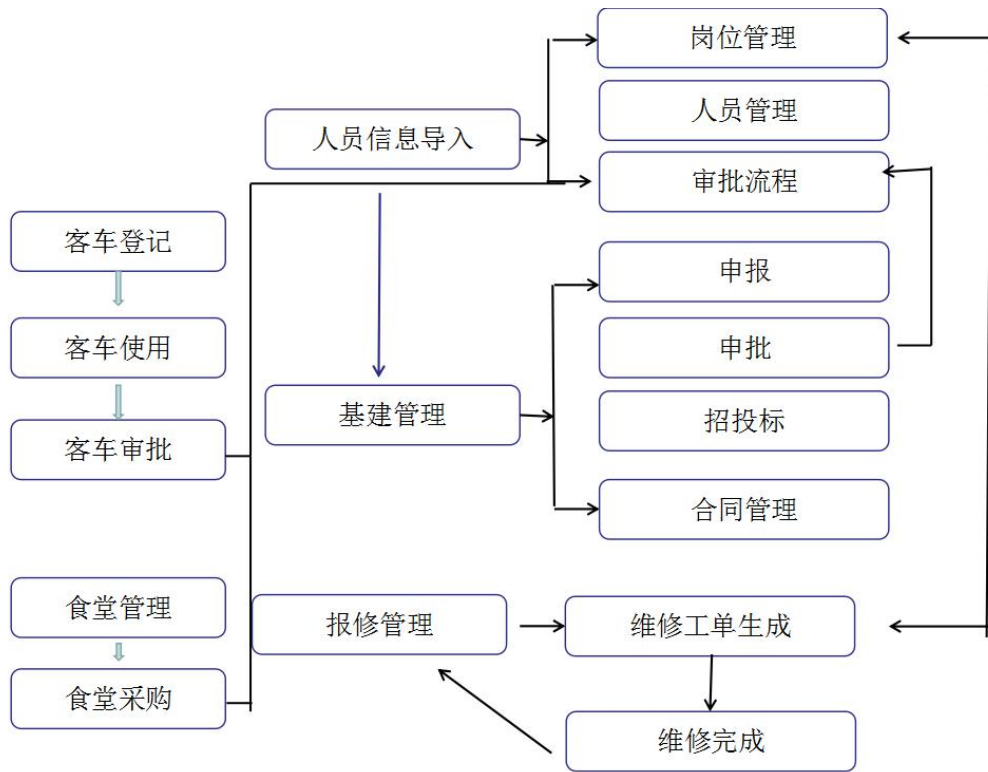 岗位管理
人员信息导入
人员管理
审批流程
客车登记
申报
客车使用
申批
基建管理
招投标
客车审批
合同管理
食堂管理
报修管理
维修工单生成
食堂采购
维修完成